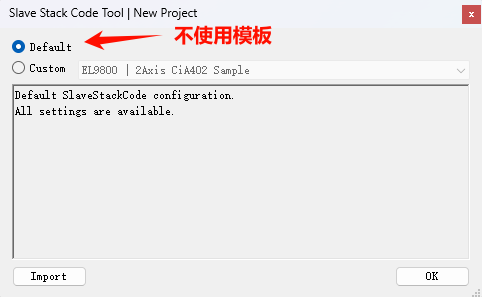 Slave Stack Code Tool | New Project
x
Default
不使用模板
Custom
EL9800 | 2Axis CiA402 Sample
Default SlaveStackCode configuration.
All settings are available.
Import
OK